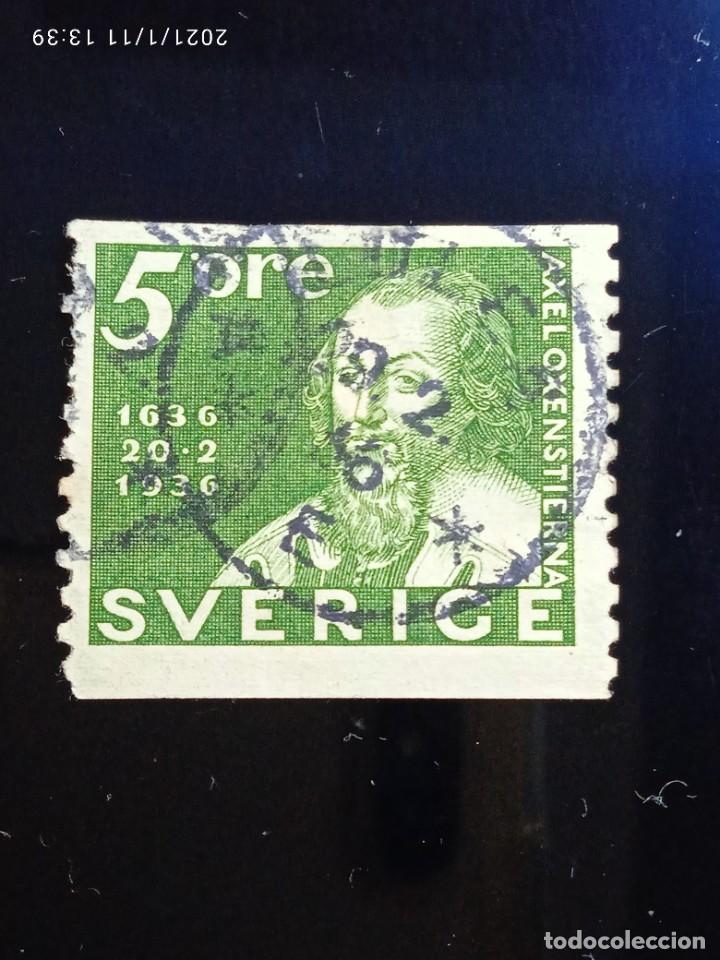 2021/1/11 13:39
5 öre
1636
20·2
1936
AXEL OXENSTIERNA
SVERIGE
todocoleccion